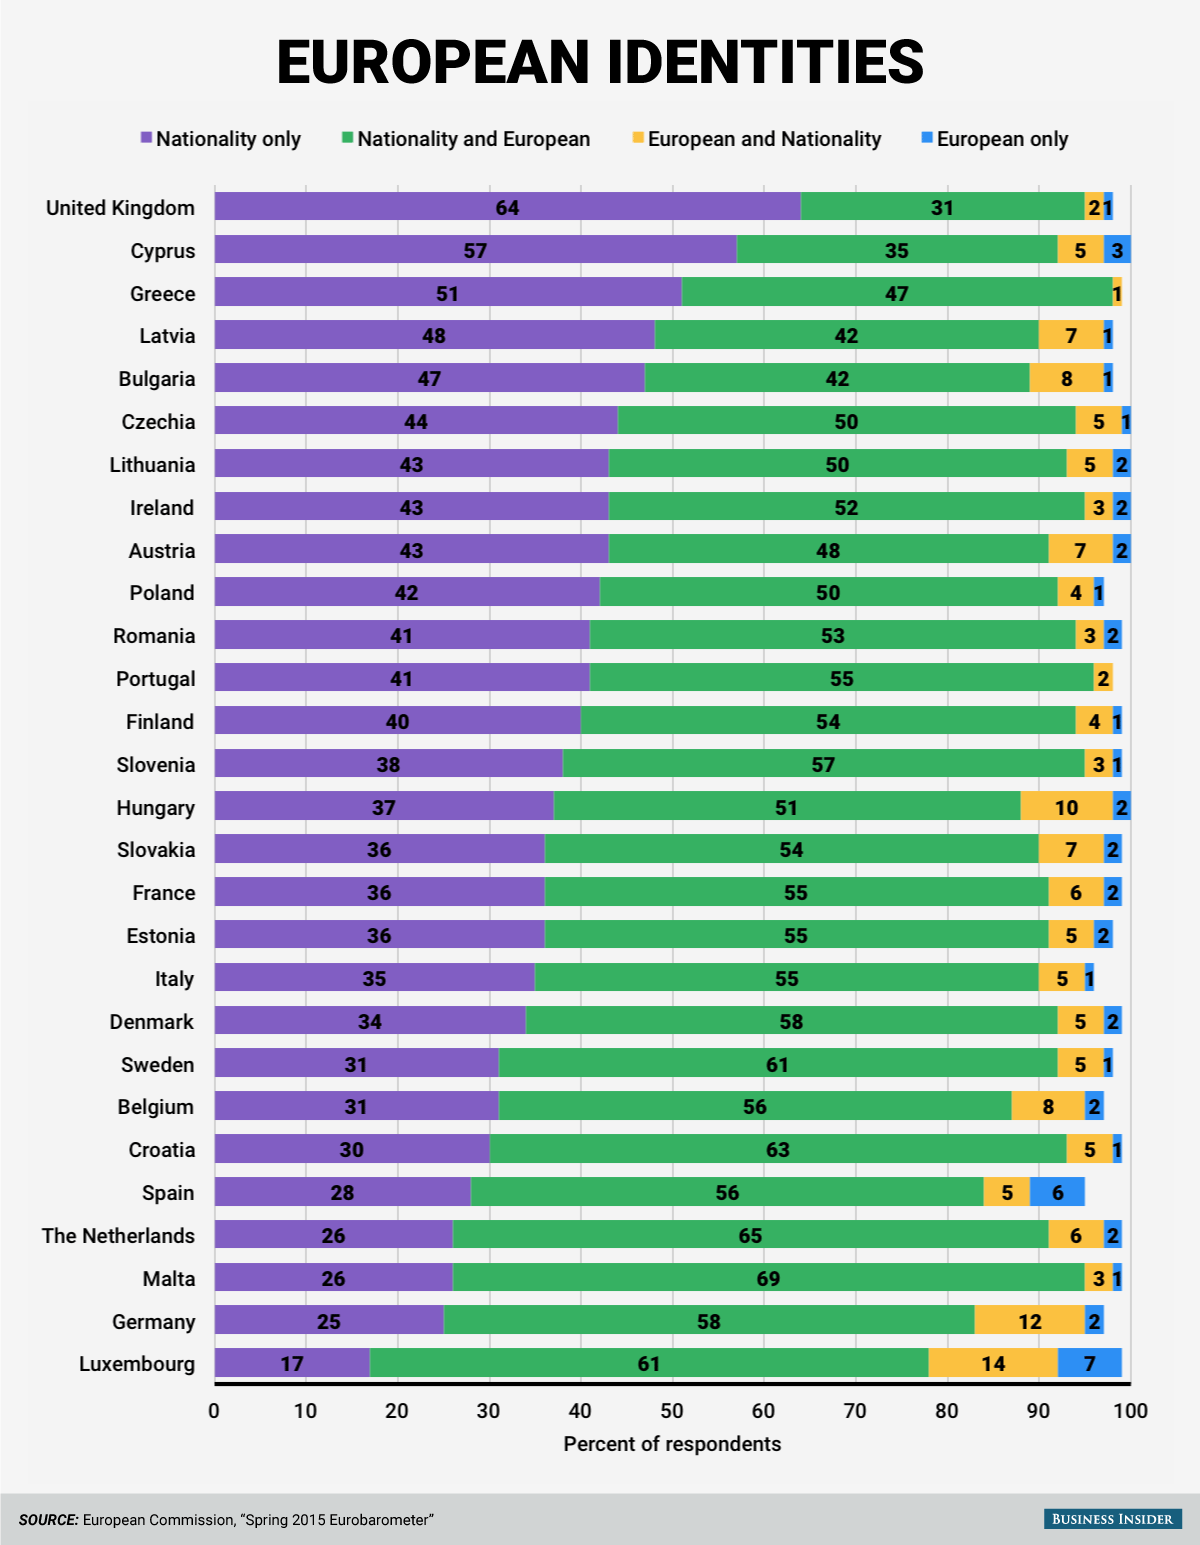 EUROPEAN IDENTITIES
Nationality only Nationality and European European and Nationality European only
United Kingdom 64 31 2 1
Cyprus 57 35 5 3
Greece 51 47 1
Latvia 48 42 7 1
Bulgaria 47 42 8 1
Czechia 44 50 5 1
Lithuania 43 50 5 2
Ireland 43 52 3 2
Austria 43 48 7 2
Poland 42 50 4 1
Romania 41 53 3 2
Portugal 41 55 2
Finland 40 54 4 1
Slovenia 38 57 3 1
Hungary 37 51 10 2
Slovakia 36 54 7 2
France 36 55 6 2
Estonia 36 55 5 2
Italy 35 55 5 1
Denmark 34 58 5 2
Sweden 31 61 5 1
Belgium 31 56 8 2
Croatia 30 63 5 1
Spain 28 56 5 6
The Netherlands 26 65 6 2
Malta 26 69 3 1
Germany 25 58 12 2
Luxembourg 17 61 14 7
0 10 20 30 40 50 60 70 80 90 100
Percent of respondents
SOURCE: European Commission, “Spring 2015 Eurobarometer” BUSINESS INSIDER